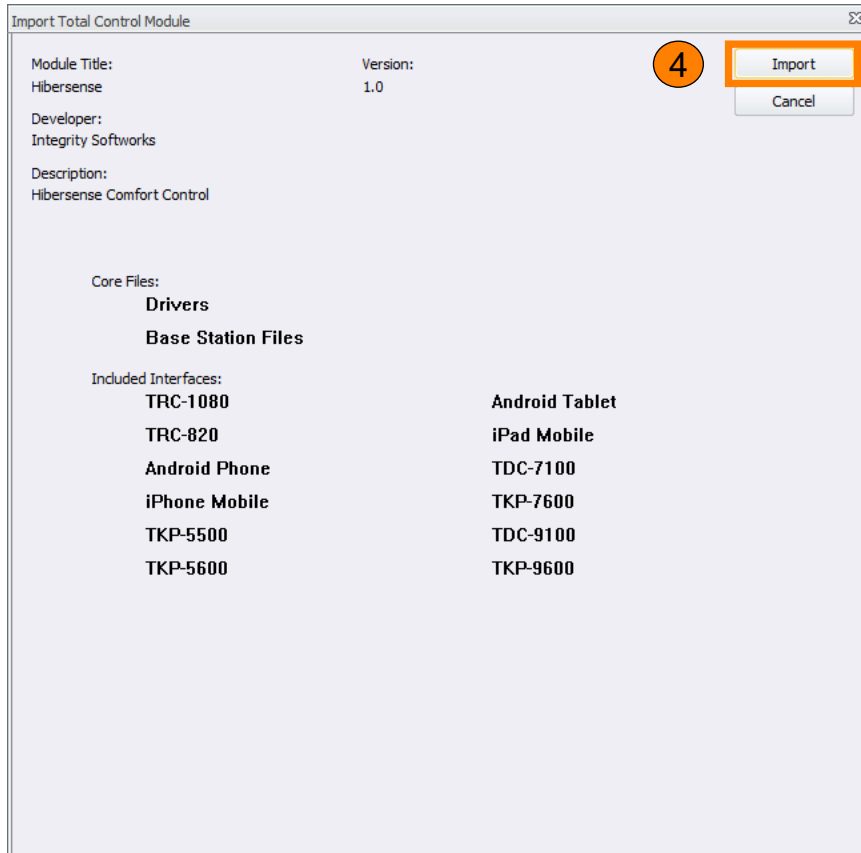 Import Total Control Module
Module Title:
Hibersense
Version:
1.0
4
Import
Cancel
Developer:
Integrity Softworks
Description:
Hibersense Comfort Control
Core Files:
Drivers
Base Station Files
Included Interfaces:
TRC-1080
Android Tablet
TRC-820
iPad Mobile
Android Phone
TDC-7100
iPhone Mobile
TKP-7600
TKP-5500
TDC-9100
TKP-5600
TKP-9600